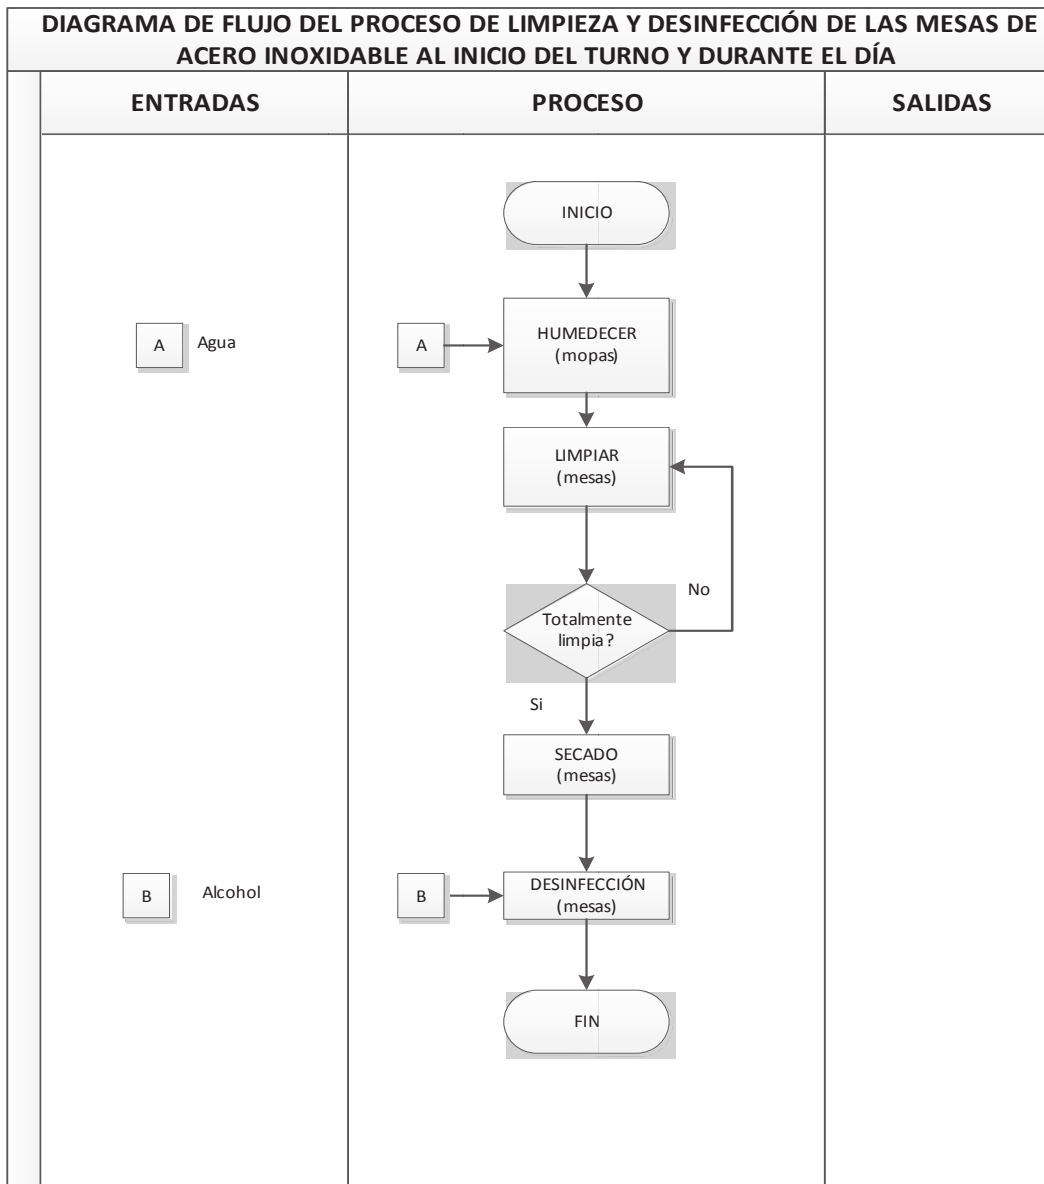 DIAGRAMA DE FLUJO DEL PROCESO DE LIMPIEZA Y DESINFECCIÓN DE LAS MESAS DE
ACERO INOXIDABLE AL INICIO DEL TURNO Y DURANTE EL DÍA
ENTRADAS
PROCESO
SALIDAS
INICIO
A
Agua
A
HUMEDECER
(mopas)
LIMPIAR
(mesas)
No
Totalmente
limpia?
Si
SECADO
(mesas)
B
Alcohol
B
DESINFECCIÓN
(mesas)
FIN